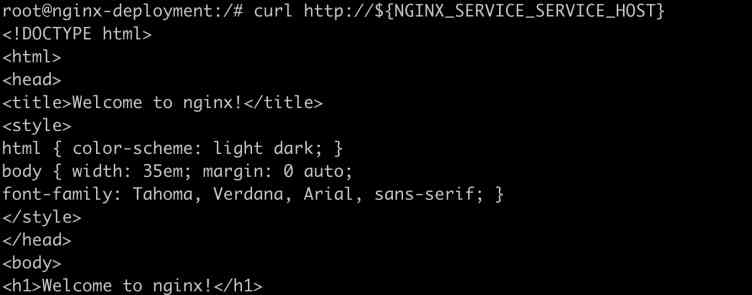 root@nginx-deployment:/# curl http://${NGINX_SERVICE_SERVICE_HOST}
<!DOCTYPE html>
<html>
<head>
<title>Welcome to nginx!</title>
<style>
html { color-scheme: light dark; }
body { width: 35em; margin: 0 auto;
font-family: Tahoma, Verdana, Arial, sans-serif; }
</style>
</head>
<body>
<h1>Welcome to nginx!</h1>